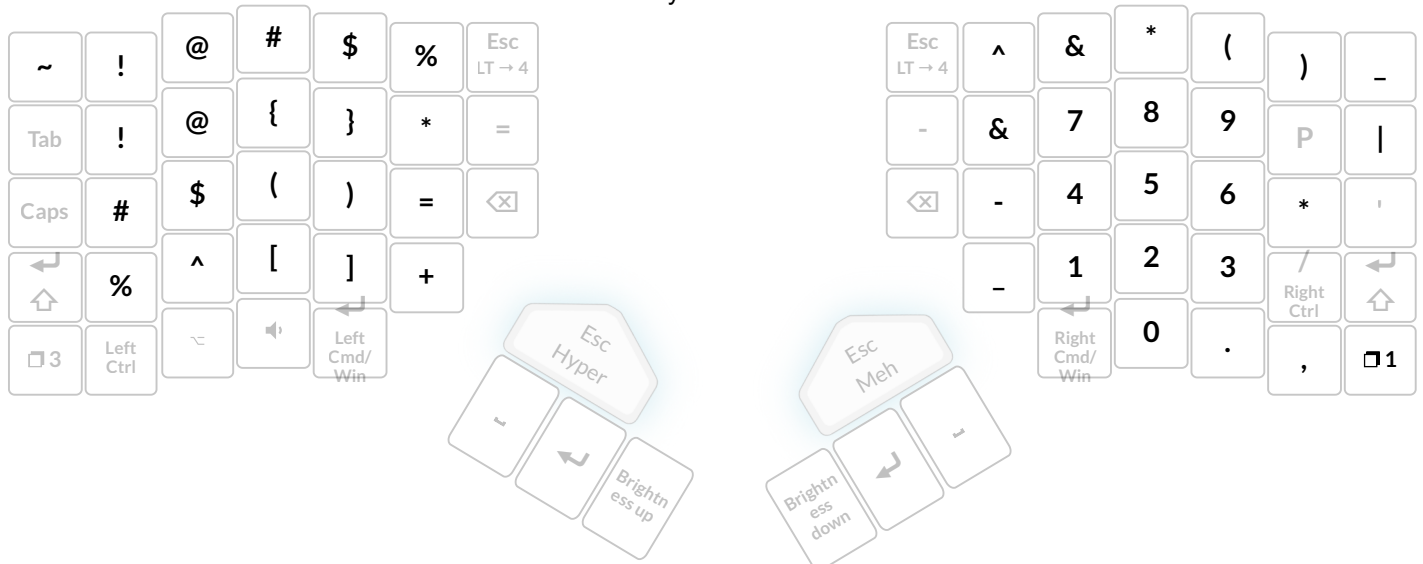 ~ ! @ # $ % Esc LT → 4
Tab ! @ { } * =
Caps # $ ( ) =
% ^ [ ] +
3 Left Ctrl Left Cmd/ Win
Esc Hyper
Brightn ess up
Esc LT → 4 ^ & * ( ) _
- & 7 8 9 P |
- 4 5 6 * '
_ 1 2 3 / Right Ctrl
Right Cmd/ Win 0 . , 1
Esc Meh
Brightn ess down